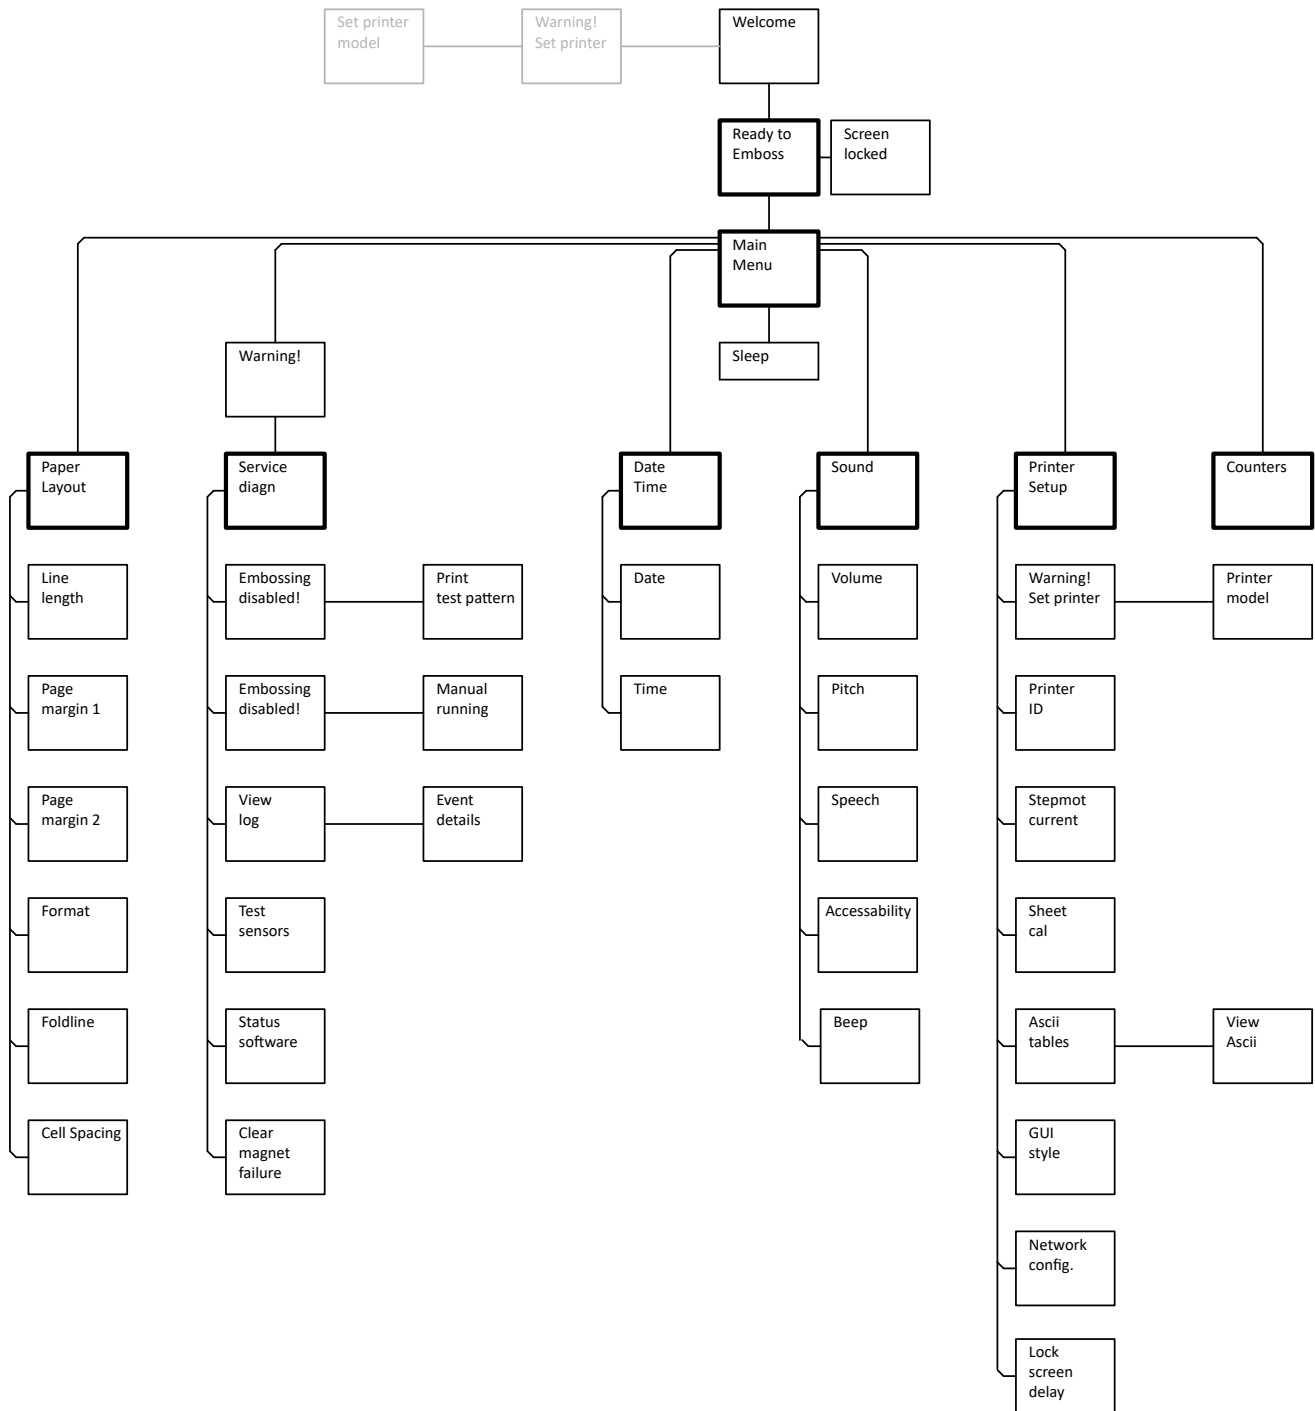 Set printer
model
Warning!
Set printer
Welcome
Ready to
Emboss
Screen
locked
Main
Menu
Warning!
Sleep
Paper
Layout
Service
diagn
Date
Time
Sound
Printer
Setup
Counters
Line
length
Embossing
disabled!
Print
test pattern
Date
Volume
Warning!
Set printer
Printer
model
Page
margin 1
Embossing
disabled!
Manual
running
Time
Pitch
Printer
ID
Page
margin 2
View
log
Event
details
Speech
Stepmot
current
Format
Test
sensors
Accessability
Sheet
cal
Foldline
Status
software
Beep
Ascii
tables
View
Ascii
Cell Spacing
Clear
magnet
failure
GUI
style
Network
config.
Lock
screen
delay